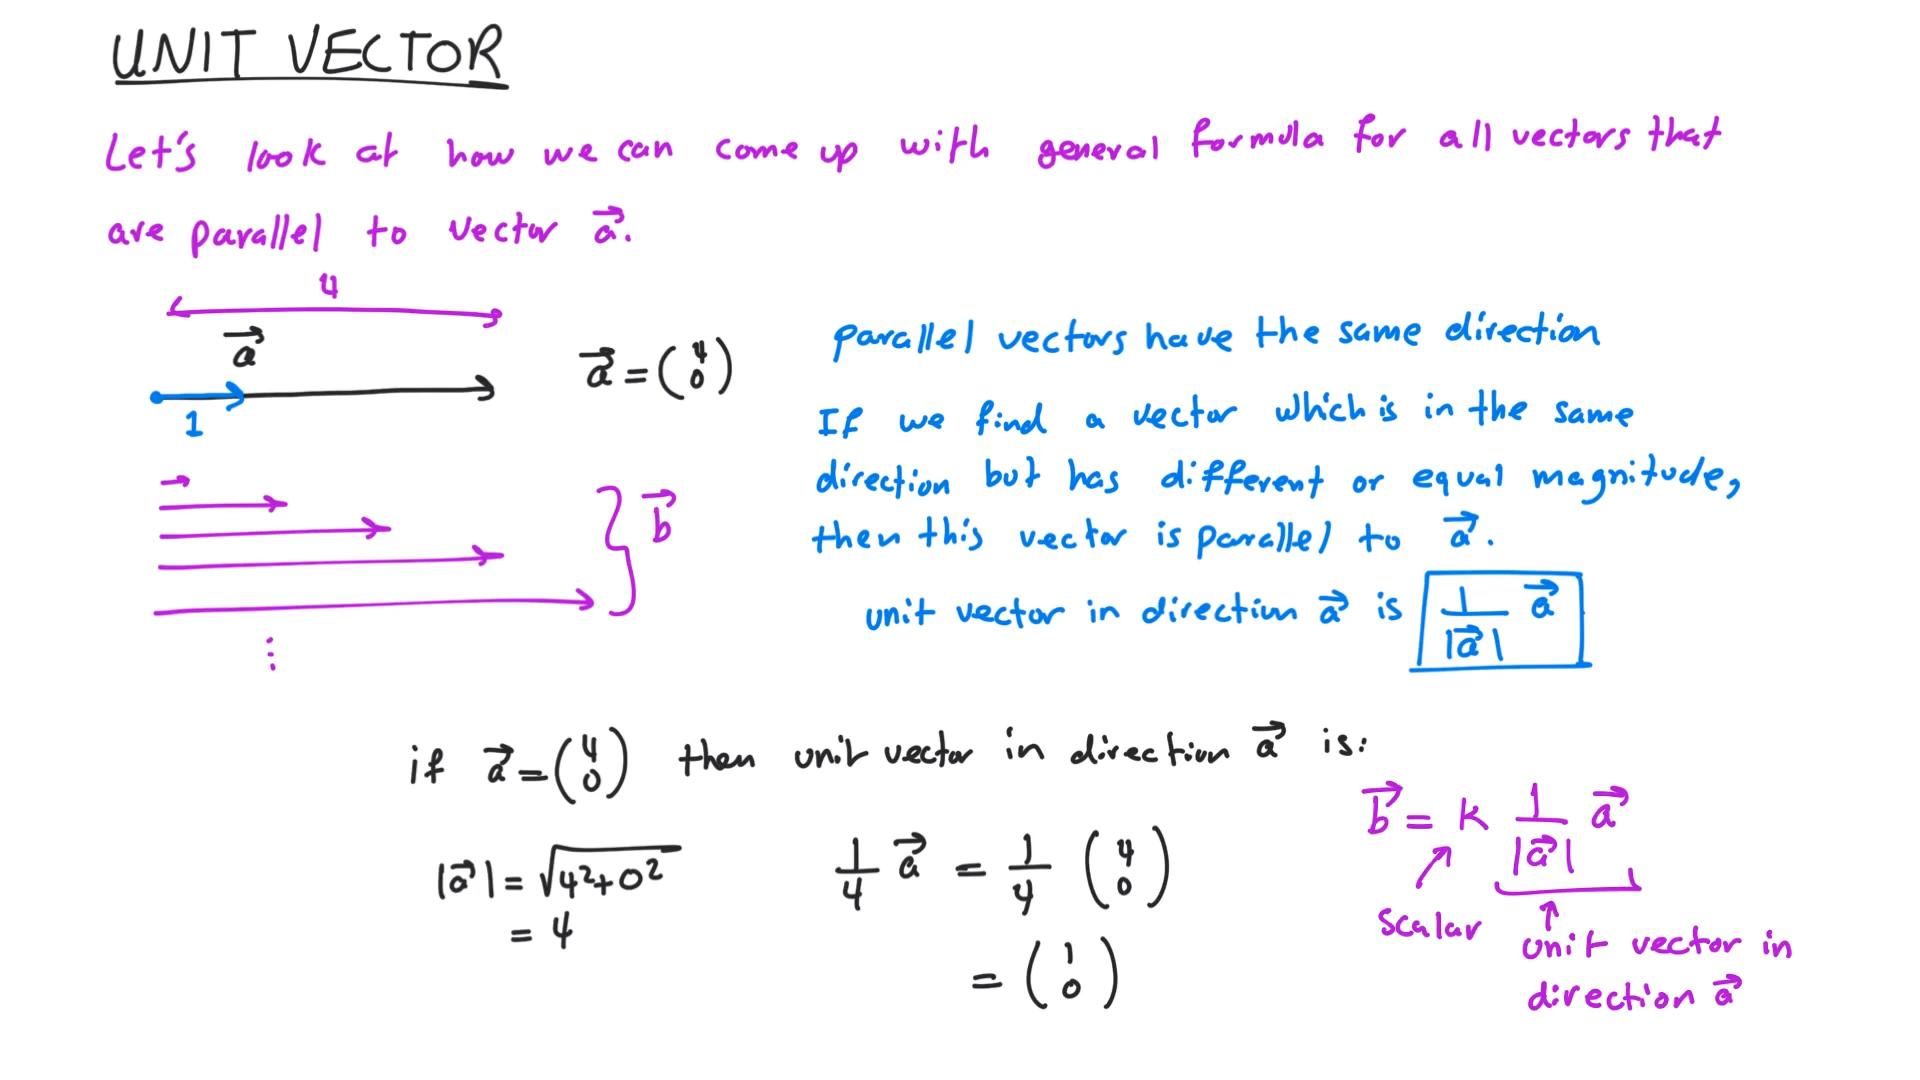 UNIT VECTOR
Let's look at how we can come up with general formula for all vectors that
are parallel to vector a⃗.
4
a⃗
1
a⃗ = (4 0)
b⃗
⋮
parallel vectors have the same direction
If we find a vector which is in the same
direction but has different or equal magnitude,
then this vector is parallel to a⃗.
unit vector in direction a⃗ is 1/|a⃗| a⃗
if a⃗ = (4 0) then unit vector in direction a⃗ is:
|a⃗| = √4²+0²
= 4
1/4 a⃗ = 1/4 (4 0)
= (1 0)
b⃗ = k 1/|a⃗| a⃗
scalar
unit vector in
direction a⃗